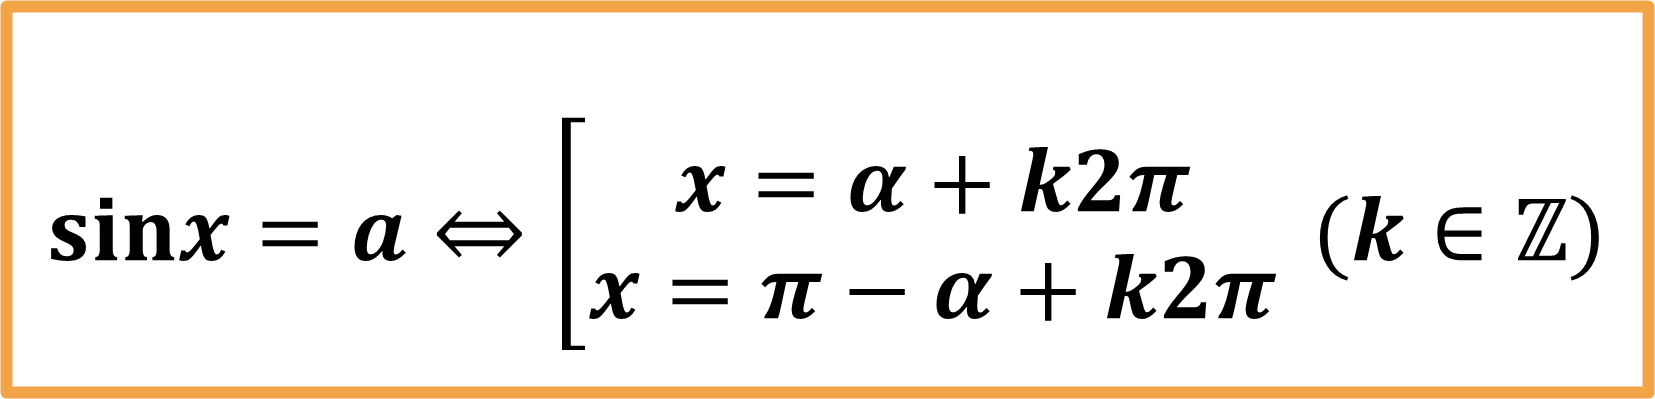 x = α + k2π
sinx = a ⇔ [ (k ∈ ℤ)
x = π − α + k2π